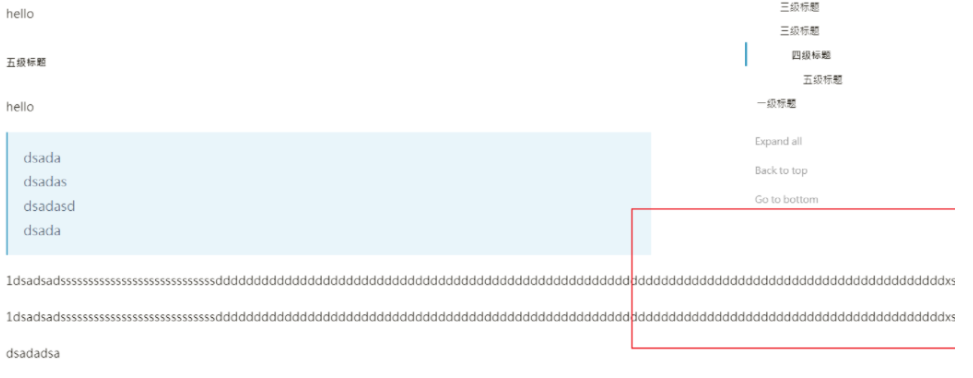 hello
五级标题
hello
dsada
dsadas
dsadasd
dsada
1dsadsadsssssssssssssssssssssssssssssddddddddddddddddddddddddddddddddddddddddddddddddddddddddddddddddddddddddddddddddddddddddddddddddxs
1dsadsadsssssssssssssssssssssssssssssddddddddddddddddddddddddddddddddddddddddddddddddddddddddddddddddddddddddddddddddddddddddddddddddxs
dsadadsa
三级标题
三级标题
四级标题
五级标题
一级标题
Expand all
Back to top
Go to bottom